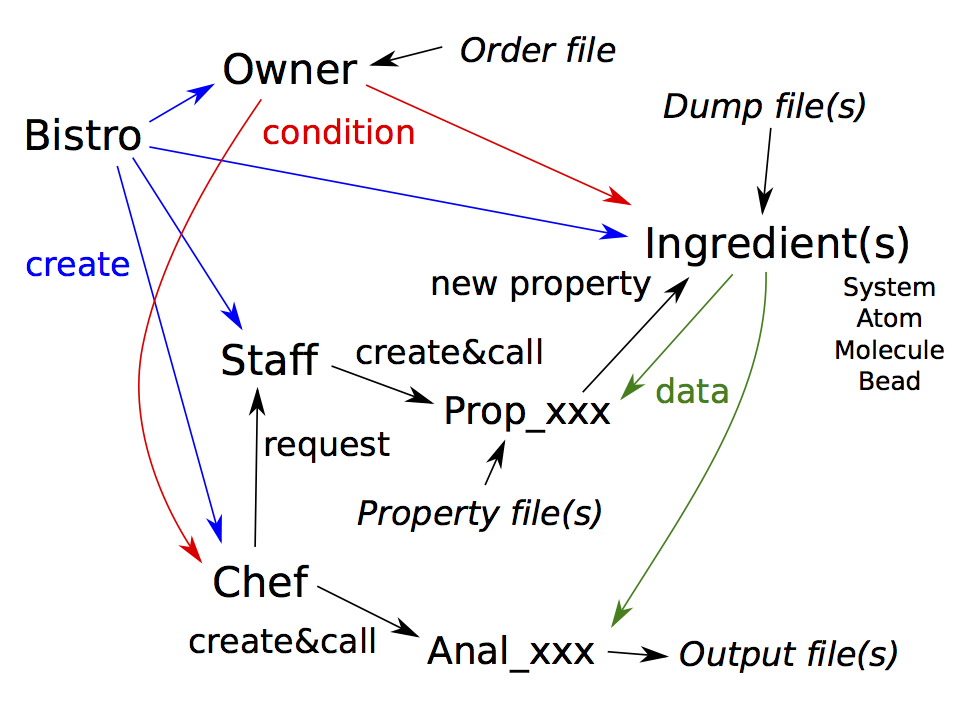 Order file
Owner
Dump file(s)
Bistro
condition
Ingredient(s)
create
new property
System
Atom
Molecule
Bead
Staff
create&call
data
Prop_xxx
request
Property file(s)
Chef
create&call
Anal_xxx
Output file(s)